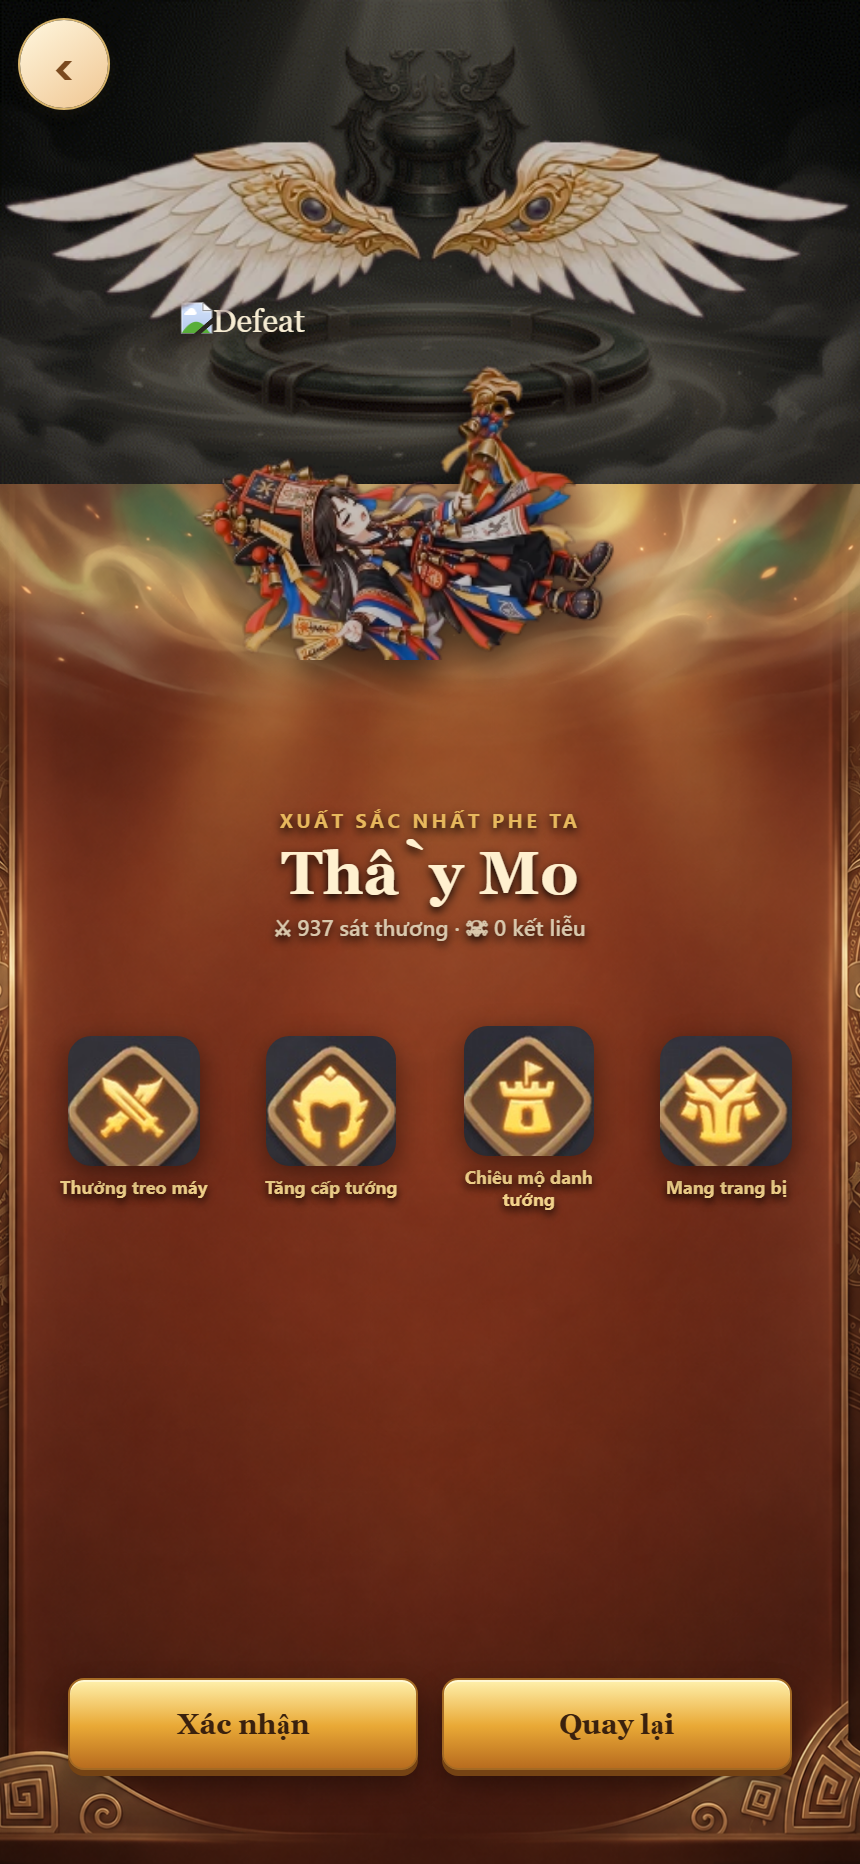 ‹
Defeat
XUẤT SẮC NHẤT PHE TA
Thầy Mo
⚔ 937 sát thương · ☠ 0 kết liễu
Thưởng treo máy
Tăng cấp tướng
Chiêu mộ danh
tướng
Mang trang bị
Xác nhận
Quay lại